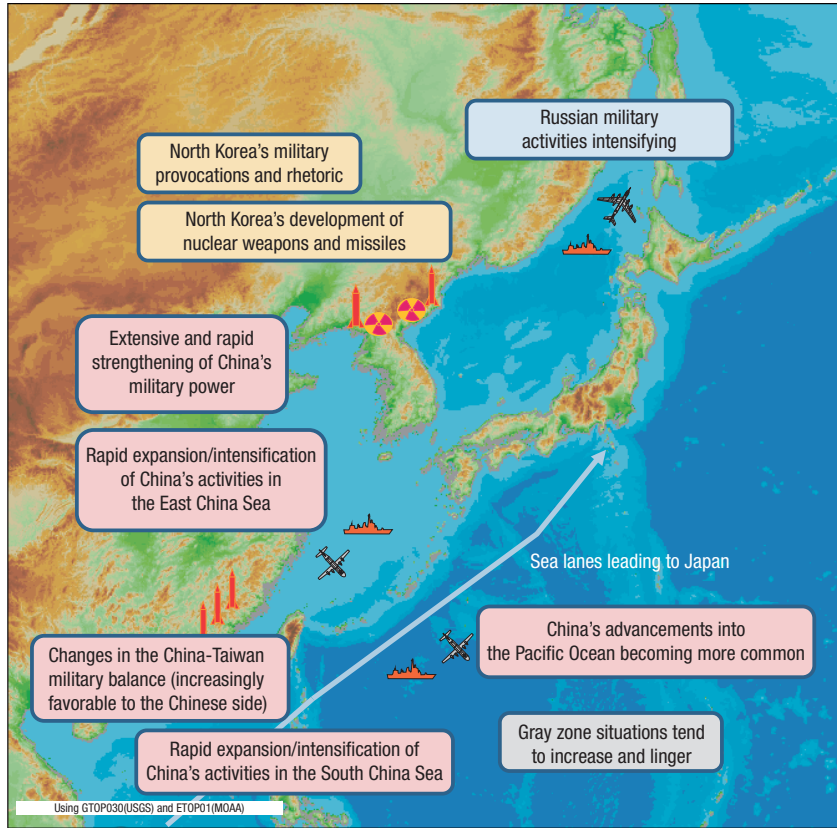 Russian military
activities intensifying
North Korea’s military
provocations and rhetoric
North Korea’s development of
nuclear weapons and missiles
Extensive and rapid
strengthening of China’s
military power
Rapid expansion/intensification
of China’s activities in
the East China Sea
Sea lanes leading to Japan
China’s advancements into
the Pacific Ocean becoming more common
Changes in the China-Taiwan
military balance (increasingly
favorable to the Chinese side)
Gray zone situations tend
to increase and linger
Rapid expansion/intensification of
China’s activities in the South China Sea
Using GTOP030(USGS) and ETOP01(MOAA)